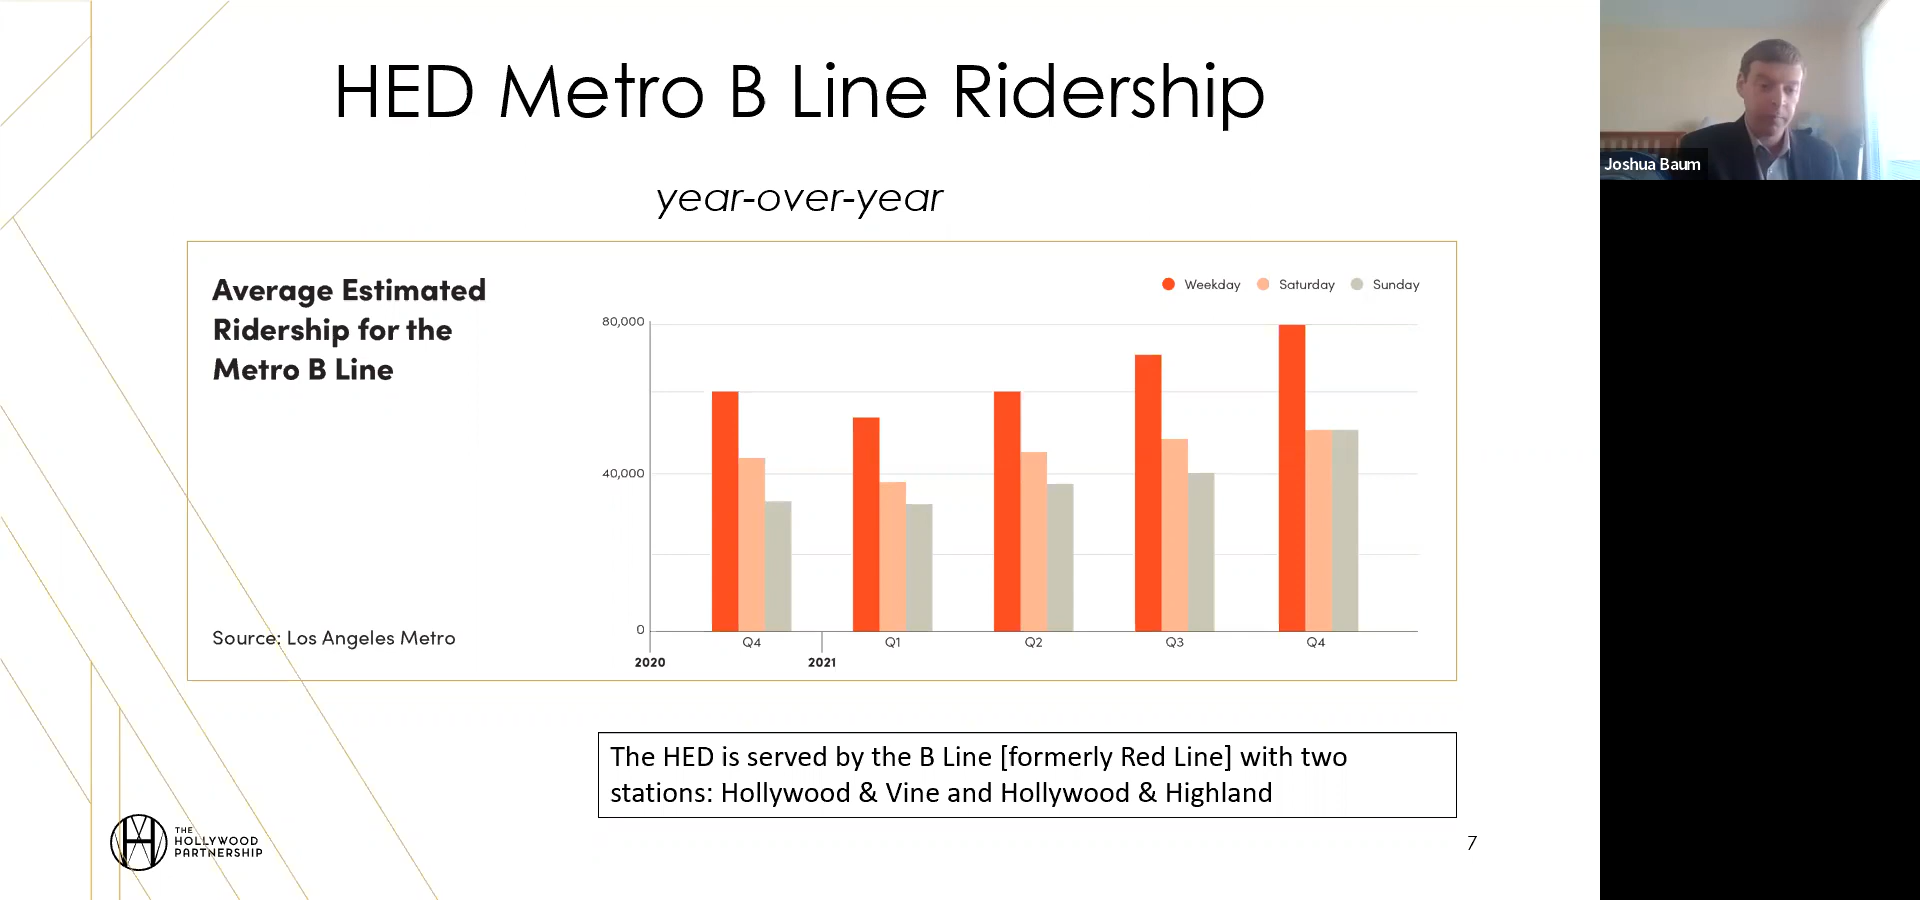 HED Metro B Line Ridership
year-over-year
Average Estimated
Ridership for the
Metro B Line
Weekday Saturday Sunday
80,000
40,000
0
Q4 Q1 Q2 Q3 Q4
2020 2021
Source: Los Angeles Metro
The HED is served by the B Line [formerly Red Line] with two
stations: Hollywood & Vine and Hollywood & Highland
THE
HOLLYWOOD
PARTNERSHIP
7
Joshua Baum